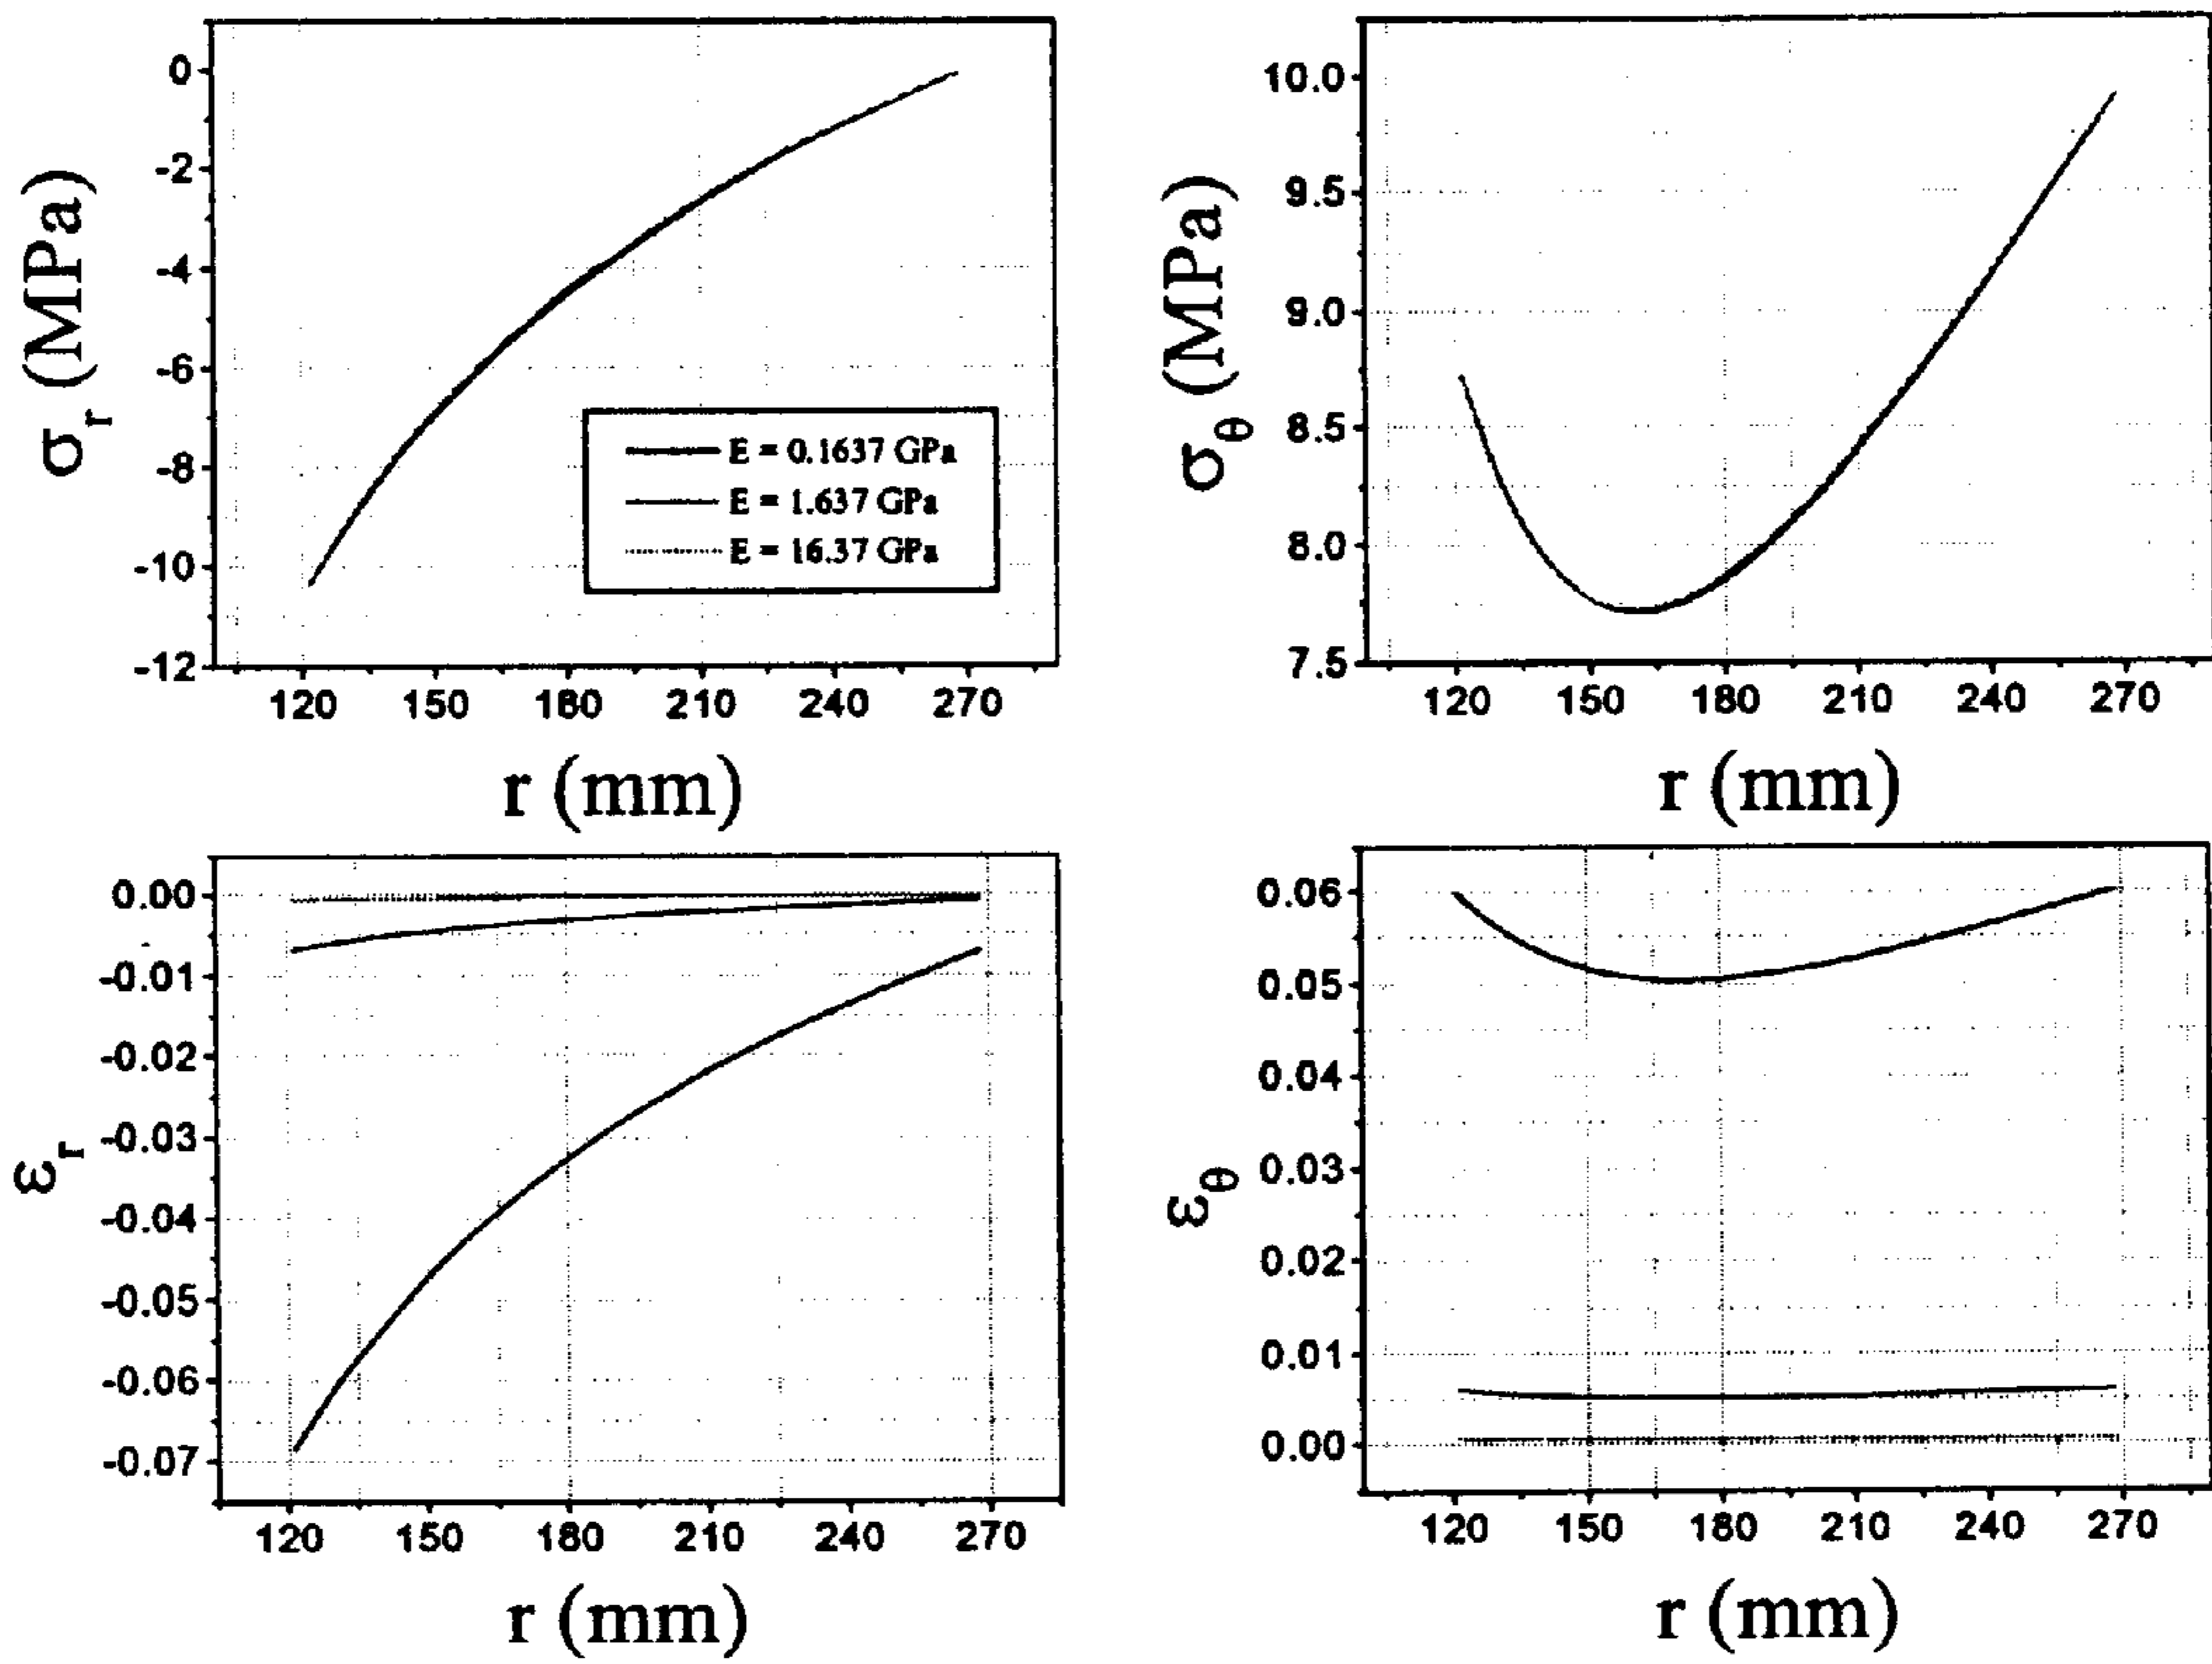 σr (MPa)
0
-2
-4
-6
-8
-10
-12
E = 0.1637 GPa
E = 1.637 GPa
E = 16.37 GPa
120 150 180 210 240 270
r (mm)
σθ (MPa)
10.0
9.5
9.0
8.5
8.0
7.5
120 150 180 210 240 270
r (mm)
εr
0.00
-0.01
-0.02
-0.03
-0.04
-0.05
-0.06
-0.07
120 150 180 210 240 270
r (mm)
εθ
0.06
0.05
0.04
0.03
0.02
0.01
0.00
120 150 180 210 240 270
r (mm)